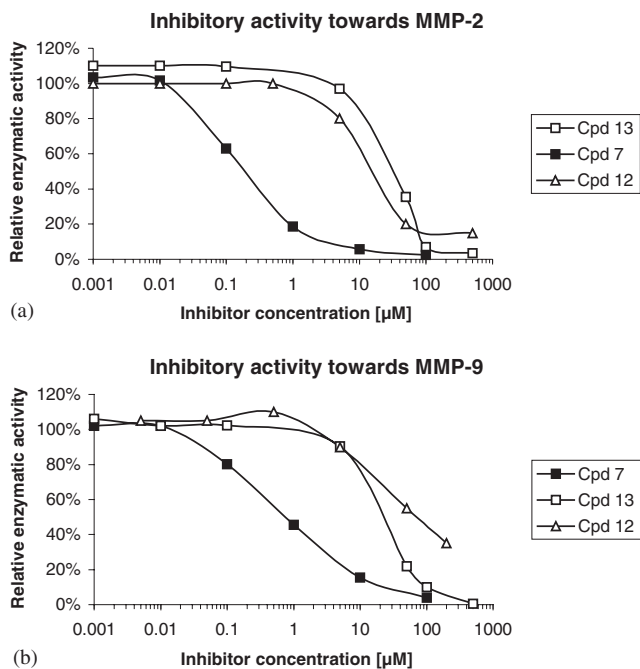 Inhibitory activity towards MMP-2
Relative enzymatic activity
120%
100%
80%
60%
40%
20%
0%
0.001 0.01 0.1 1 10 100 1000
Inhibitor concentration [µM]
Cpd 13
Cpd 7
Cpd 12
(a)
Inhibitory activity towards MMP-9
Relative enzymatic activity
120%
100%
80%
60%
40%
20%
0%
0.001 0.01 0.1 1 10 100 1000
Inhibitor concentration [µM]
Cpd 7
Cpd 13
Cpd 12
(b)